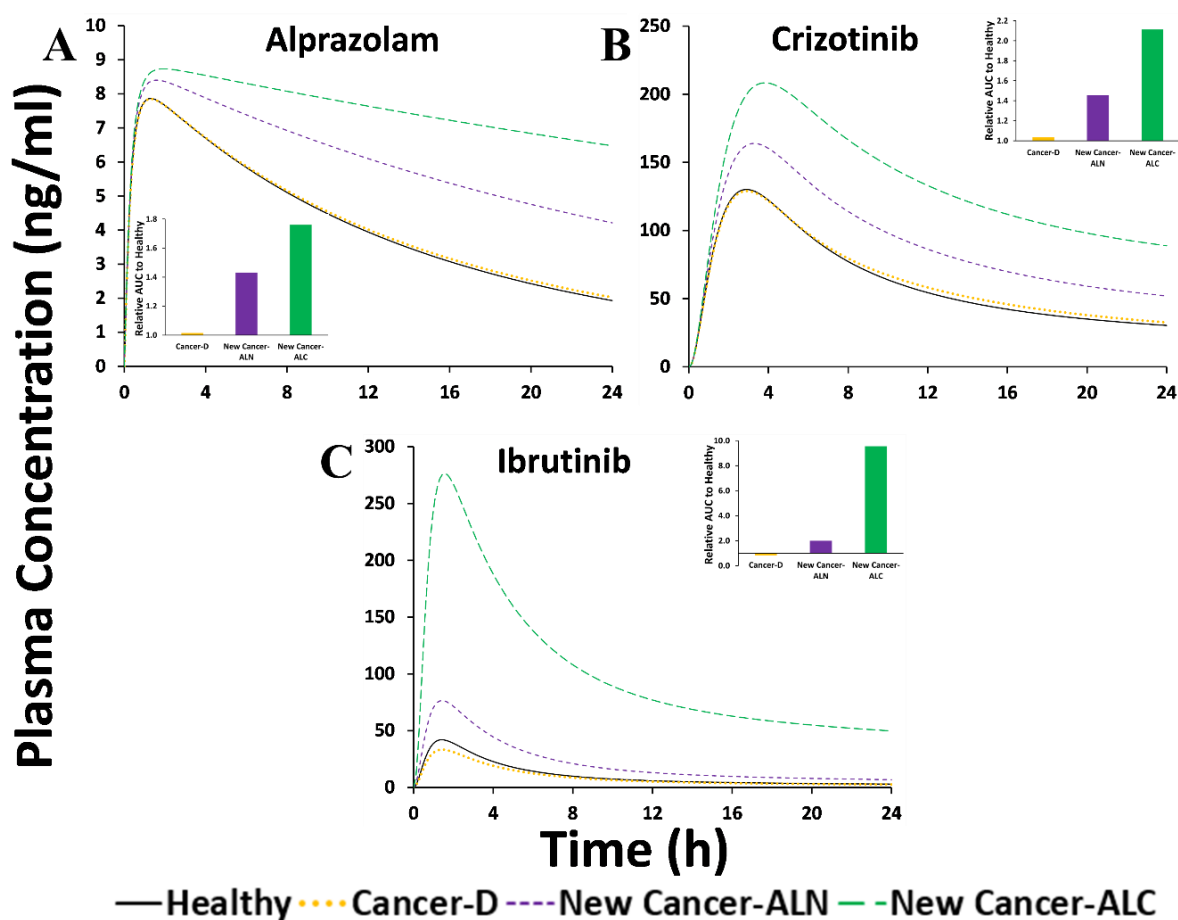 A
Alprazolam
10
9
8
7
6
5
4
3
2
1
0
0 4 8 12 16 20 24
Relative AUC to Healthy
1.8
1.6
1.4
1.2
1.0
Cancer-D
New Cancer-
ALN
New Cancer-
ALC
B
Crizotinib
250
200
150
100
50
0
0 4 8 12 16 20 24
Relative AUC to Healthy
2.2
2.0
1.8
1.6
1.4
1.2
1.0
Cancer-D
New Cancer-
ALN
New Cancer-
ALC
C
Ibrutinib
300
250
200
150
100
50
0
0 4 8 12 16 20 24
Relative AUC to Healthy
10.0
8.0
6.0
4.0
2.0
0.0
Cancer-D
New Cancer-
ALN
New Cancer-
ALC
Plasma Concentration (ng/ml)
Time (h)
Healthy Cancer-D New Cancer-ALN New Cancer-ALC